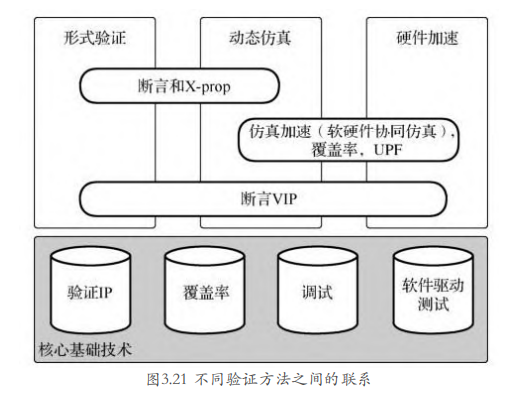 形式验证
动态仿真
硬件加速
断言和X-prop
仿真加速（软硬件协同仿真），
覆盖率，UPF
断言VIP
验证IP
覆盖率
调试
软件驱动
测试
核心基础技术
图3.21 不同验证方法之间的联系